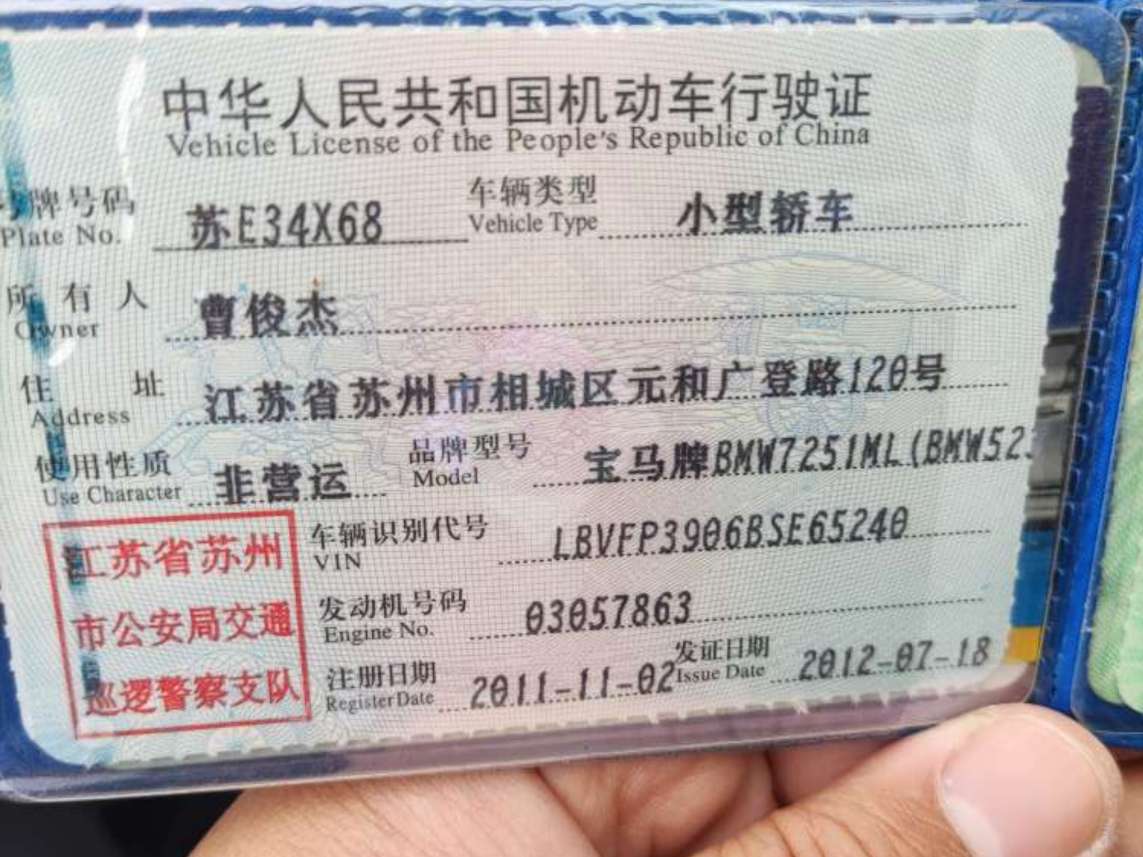 中华人民共和国机动车行驶证
Vehicle License of the People's Republic of China
号牌号码 苏E34X68 车辆类型 小型轿车
Plate No. Vehicle Type
所有人 曹俊杰
Owner
住址 江苏省苏州市相城区元和广登路120号
Address
使用性质 非营运 品牌型号 宝马牌BMW7251ML(BMW523
Use Character Model
江苏省苏州 车辆识别代号 LBVFP3906BSE65240
VIN
市公安局交通 发动机号码 03057863
Engine No.
巡逻警察支队 注册日期 2011-11-02 发证日期 2012-07-18
Register Date Issue Date